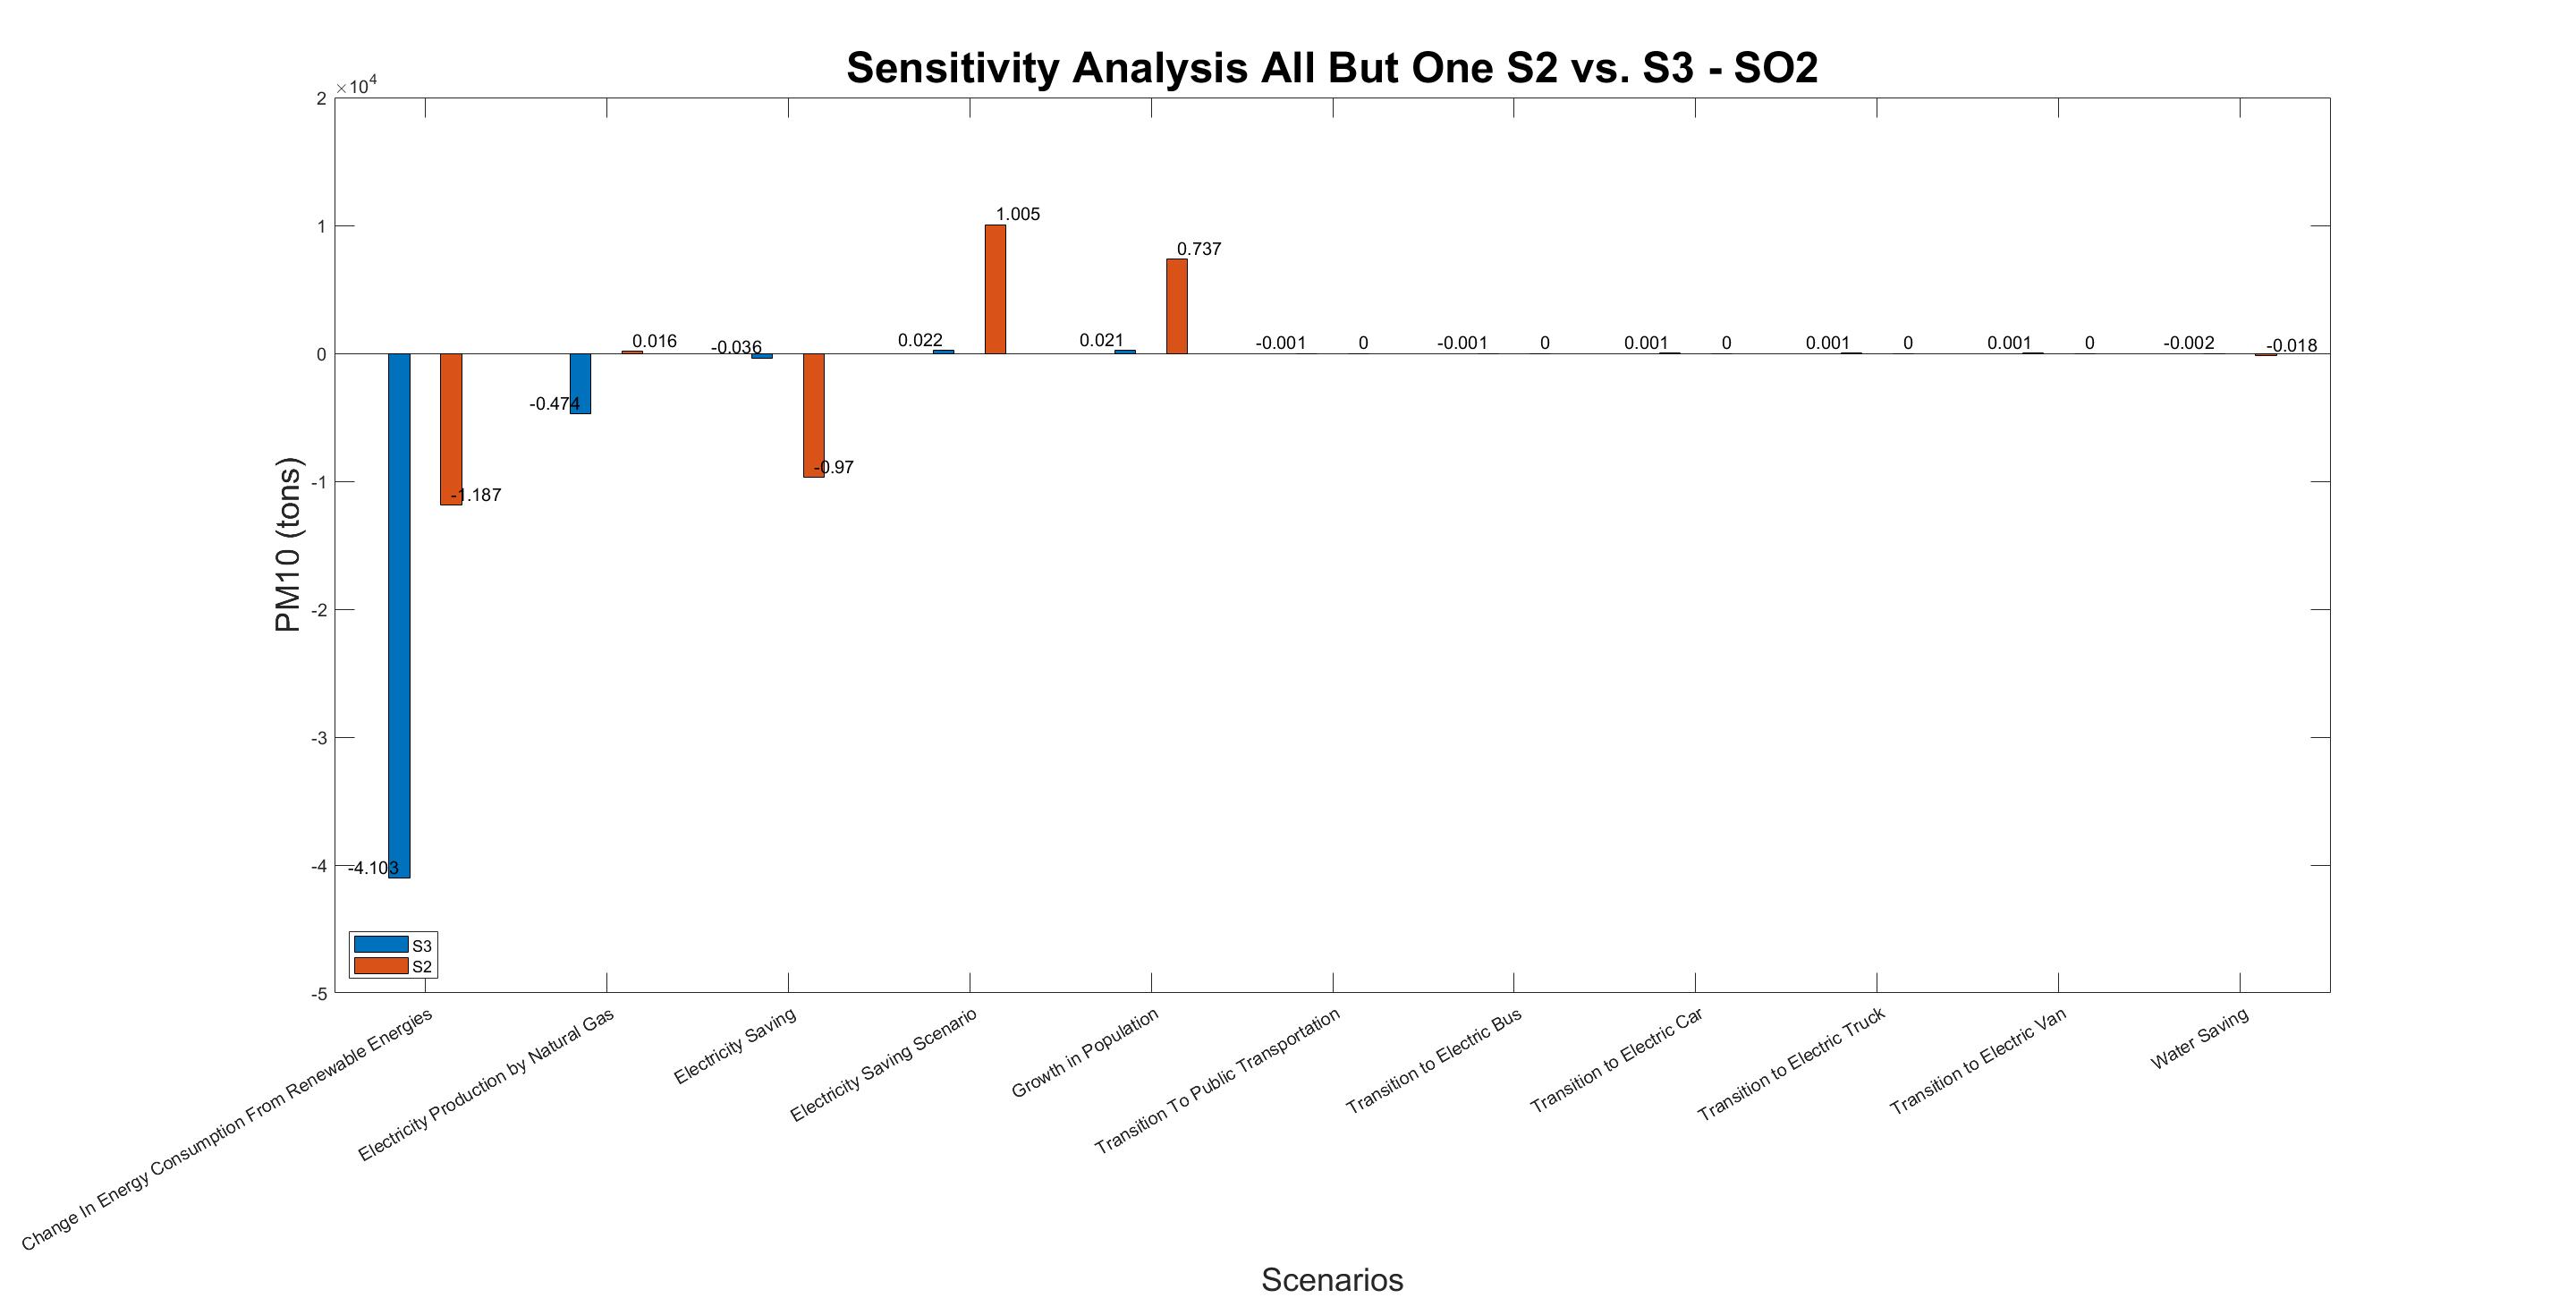 Sensitivity Analysis All But One S2 vs. S3 - SO2
×10^4
2
1
0
-1
-2
-3
-4
-5
PM10 (tons)
-4.103
-1.187
-0.474
0.016
-0.036
-0.97
0.022
1.005
0.021
0.737
-0.001
0
-0.001
0
0.001
0
0.001
0
0.001
0
-0.002
-0.018
S3
S2
Change In Energy Consumption From Renewable Energies
Electricity Production by Natural Gas
Electricity Saving
Electricity Saving Scenario
Growth in Population
Transition To Public Transportation
Transition to Electric Bus
Transition to Electric Car
Transition to Electric Truck
Transition to Electric Van
Water Saving
Scenarios